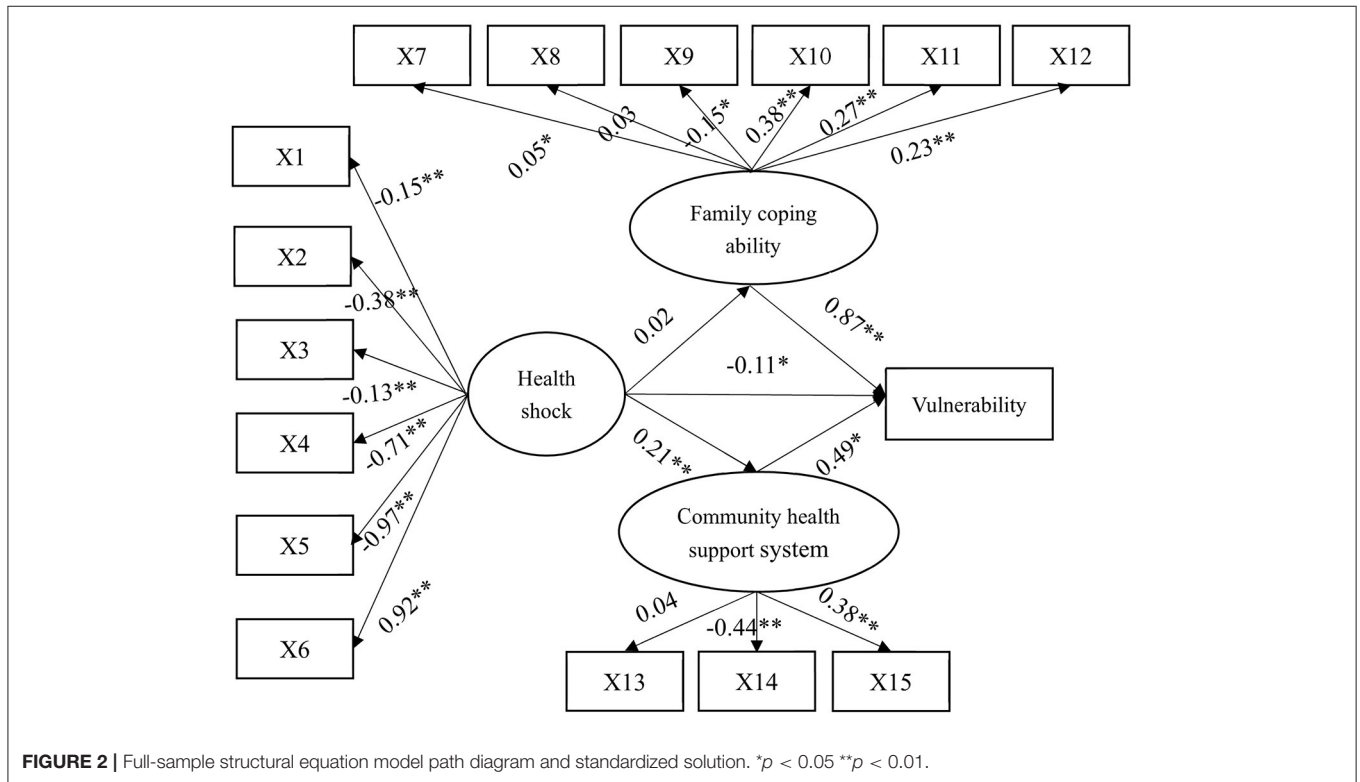 X7 X8 X9 X10 X11 X12
0.05* 0.03 -0.15* 0.38** 0.27** 0.23**
X1
-0.15**
X2
-0.38**
X3
-0.13**
X4
-0.71**
X5
-0.97**
X6
0.92**
Family coping
ability
0.02
0.87**
Health
shock
-0.11*
Vulnerability
0.21**
0.49*
Community health
support system
0.04 -0.44** 0.38**
X13 X14 X15
FIGURE 2 | Full-sample structural equation model path diagram and standardized solution. *p < 0.05 **p < 0.01.